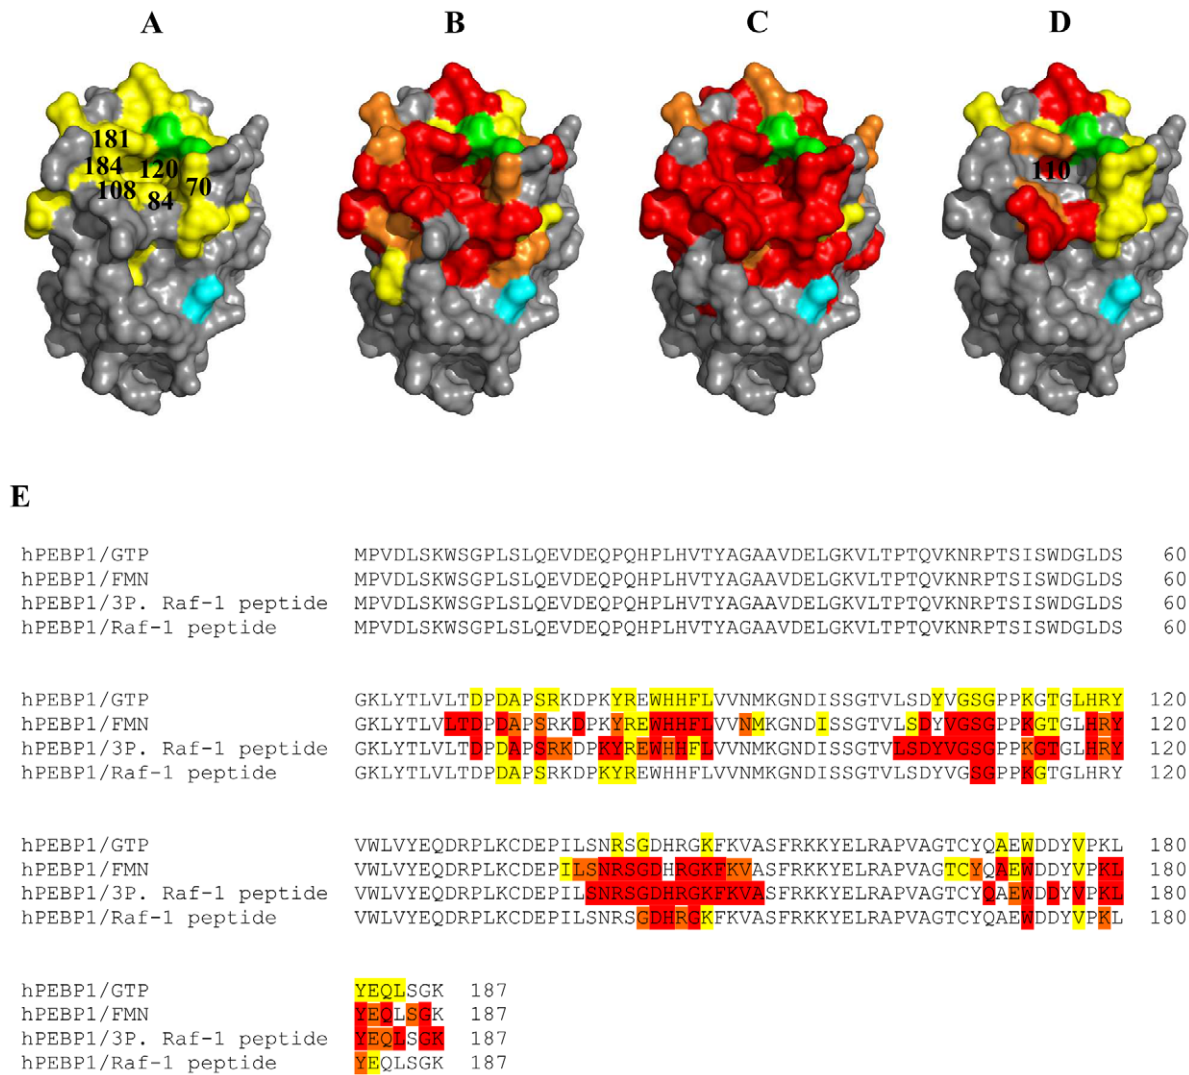 A B C D
181
184 120
108 70
84
110
E
hPEBP1/GTP MPVDLSKWSGPLSLQEVDEQPQHPLHVTYAGAAVDELGKVLTPTQVKNRPTSISWDGLDS 60
hPEBP1/FMN MPVDLSKWSGPLSLQEVDEQPQHPLHVTYAGAAVDELGKVLTPTQVKNRPTSISWDGLDS 60
hPEBP1/3P. Raf-1 peptide MPVDLSKWSGPLSLQEVDEQPQHPLHVTYAGAAVDELGKVLTPTQVKNRPTSISWDGLDS 60
hPEBP1/Raf-1 peptide MPVDLSKWSGPLSLQEVDEQPQHPLHVTYAGAAVDELGKVLTPTQVKNRPTSISWDGLDS 60
hPEBP1/GTP GKLYTLVLTDPDAPSRKDPKYREWHHFLVVNMKGNDISSGTVLSDYVGSGPPKGTGLHRY 120
hPEBP1/FMN GKLYTLVLTDPDAPSRKDPKYREWHHFLVVNMKGNDISSGTVLSDYVGSGPPKGTGLHRY 120
hPEBP1/3P. Raf-1 peptide GKLYTLVLTDPDAPSRKDPKYREWHHFLVVNMKGNDISSGTVLSDYVGSGPPKGTGLHRY 120
hPEBP1/Raf-1 peptide GKLYTLVLTDPDAPSRKDPKYREWHHFLVVNMKGNDISSGTVLSDYVGSGPPKGTGLHRY 120
hPEBP1/GTP VWLVYEQDRPLKCDEPILSNRSGDHRGKFKVASFRKKYELRAPVAGTCYQAEWDDYVPKL 180
hPEBP1/FMN VWLVYEQDRPLKCDEPILSNRSGDHRGKFKVASFRKKYELRAPVAGTCYQAEWDDYVPKL 180
hPEBP1/3P. Raf-1 peptide VWLVYEQDRPLKCDEPILSNRSGDHRGKFKVASFRKKYELRAPVAGTCYQAEWDDYVPKL 180
hPEBP1/Raf-1 peptide VWLVYEQDRPLKCDEPILSNRSGDHRGKFKVASFRKKYELRAPVAGTCYQAEWDDYVPKL 180
hPEBP1/GTP YEQLSGK 187
hPEBP1/FMN YEQLSGK 187
hPEBP1/3P. Raf-1 peptide YEQLSGK 187
hPEBP1/Raf-1 peptide YEQLSGK 187